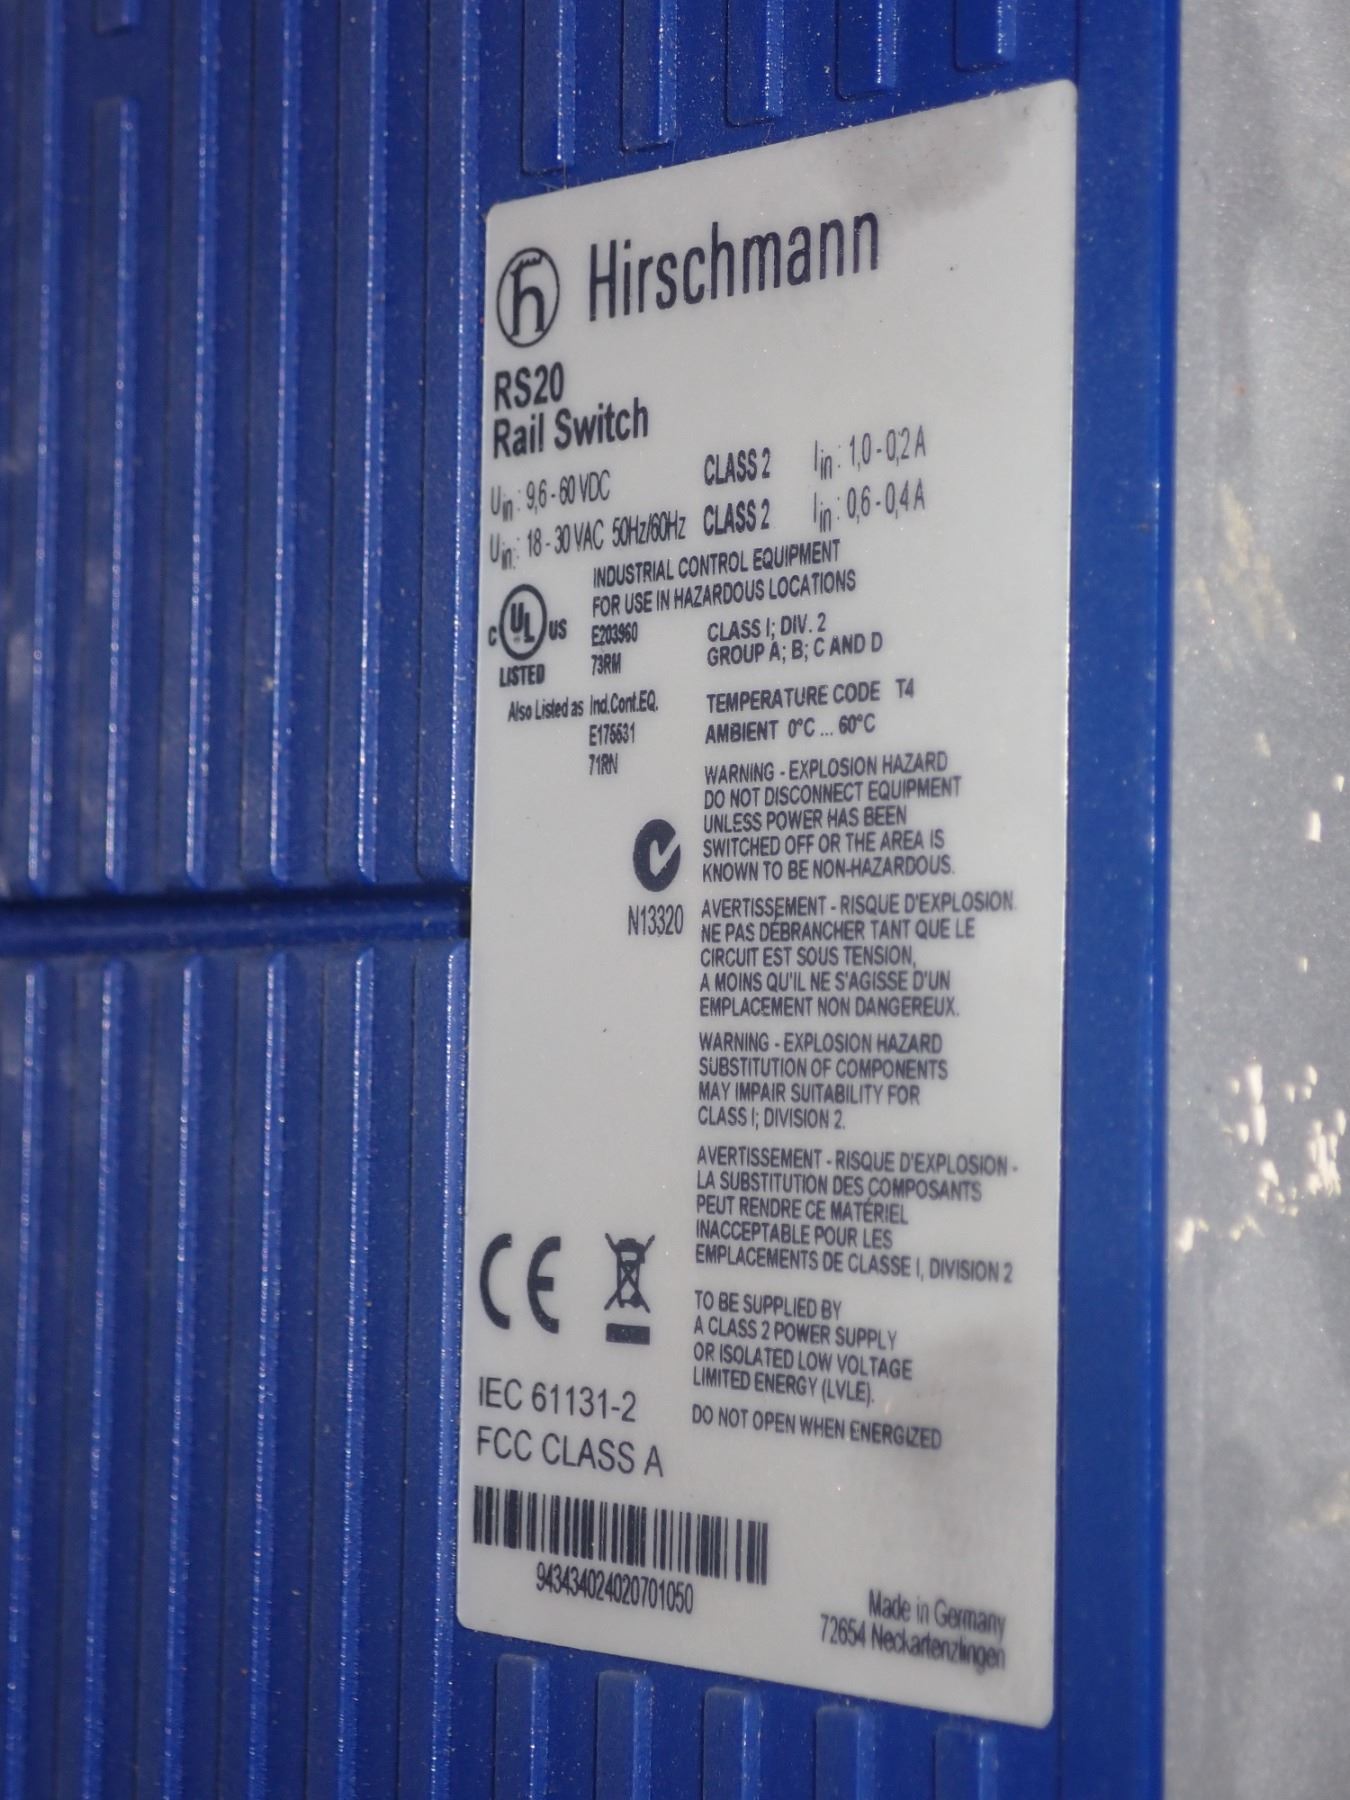 Hirschmann
RS20
Rail Switch
Uin: 9,6 - 60 VDC CLASS 2 Iin: 1,0 - 0,2 A
Uin: 18 - 30 VAC 50Hz/60Hz CLASS 2 Iin: 0,6 - 0,4 A
INDUSTRIAL CONTROL EQUIPMENT
FOR USE IN HAZARDOUS LOCATIONS
C UL US
LISTED
E203960
73RM
Also Listed as Ind.Cont.EQ.
E175531
71RN
CLASS I; DIV. 2
GROUP A; B; C AND D
TEMPERATURE CODE T4
AMBIENT 0°C ... 60°C
WARNING - EXPLOSION HAZARD
DO NOT DISCONNECT EQUIPMENT
UNLESS POWER HAS BEEN
SWITCHED OFF OR THE AREA IS
KNOWN TO BE NON-HAZARDOUS.
N13320
AVERTISSEMENT - RISQUE D'EXPLOSION.
NE PAS DÉBRANCHER TANT QUE LE
CIRCUIT EST SOUS TENSION,
A MOINS QU'IL NE S'AGISSE D'UN
EMPLACEMENT NON DANGEREUX.
WARNING - EXPLOSION HAZARD
SUBSTITUTION OF COMPONENTS
MAY IMPAIR SUITABILITY FOR
CLASS I; DIVISION 2.
AVERTISSEMENT - RISQUE D'EXPLOSION -
LA SUBSTITUTION DES COMPOSANTS
PEUT RENDRE CE MATÉRIEL
INACCEPTABLE POUR LES
EMPLACEMENTS DE CLASSE I, DIVISION 2
TO BE SUPPLIED BY
A CLASS 2 POWER SUPPLY
OR ISOLATED LOW VOLTAGE
LIMITED ENERGY (LVLE).
DO NOT OPEN WHEN ENERGIZED
CE
IEC 61131-2
FCC CLASS A
943434024020701050
Made in Germany
72654 Neckartenzlingen